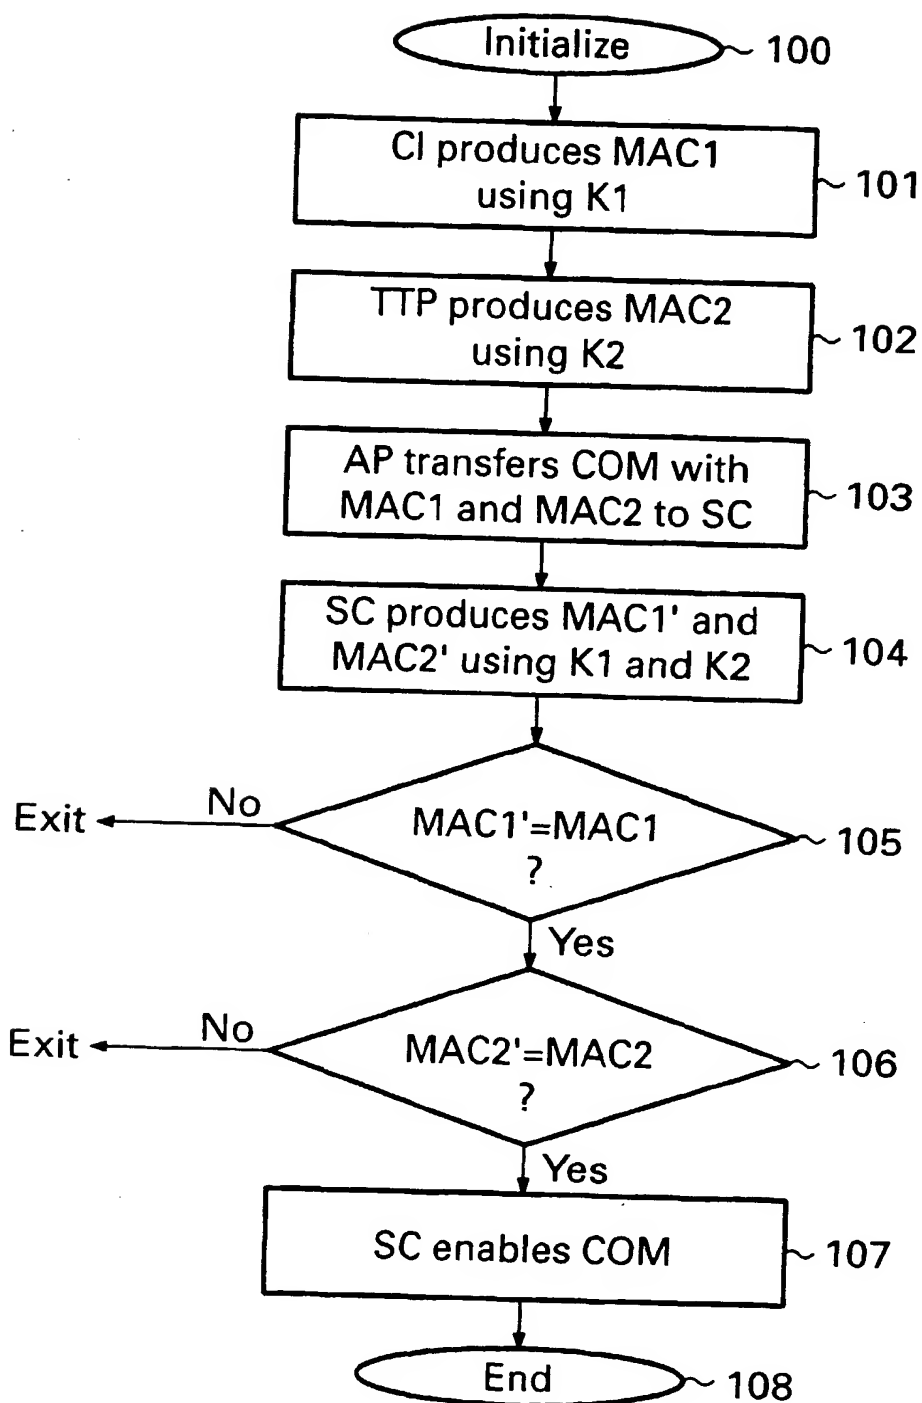 Initialize
100
CI produces MAC1
using K1
101
TTP produces MAC2
using K2
102
AP transfers COM with
MAC1 and MAC2 to SC
103
SC produces MAC1' and
MAC2' using K1 and K2
104
Exit
No
MAC1'=MAC1
?
105
Yes
Exit
No
MAC2'=MAC2
?
106
Yes
SC enables COM
107
End
108